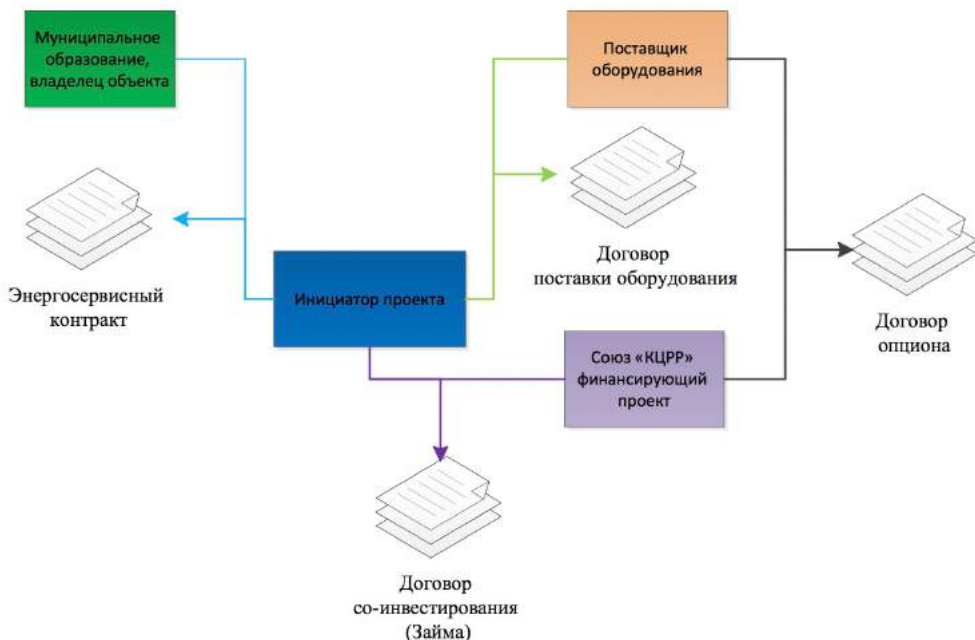 Муниципальное
образование,
владелец объекта
Поставщик
оборудования
Энергосервисный
контракт
Инициатор проекта
Договор
поставки оборудования
Договор
опциона
Союз «КЦРР»
финансирующий
проект
Договор
со-инвестирования
(Займа)